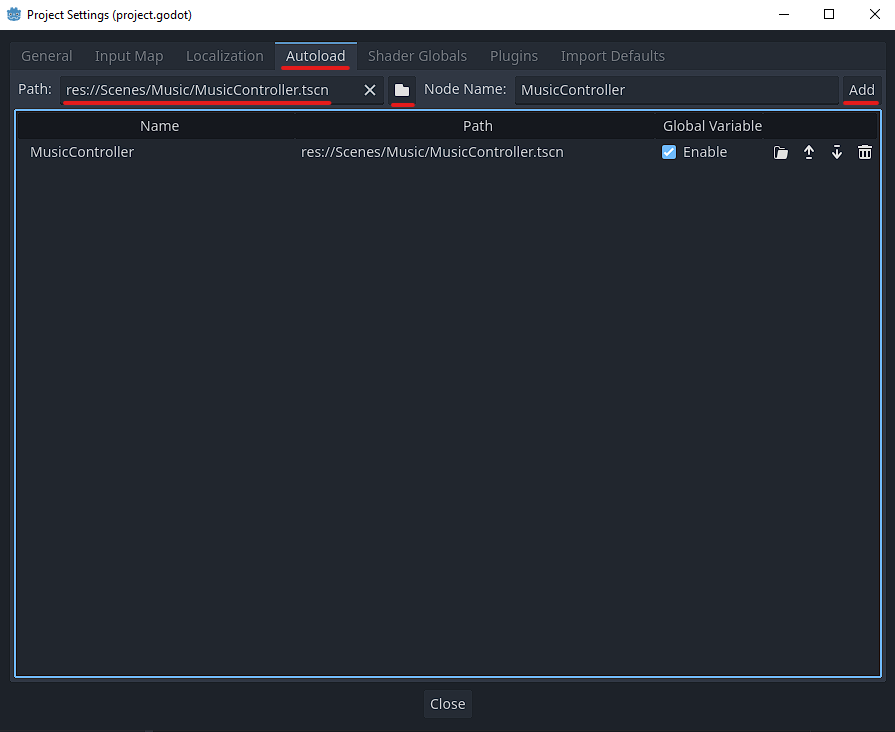 Project Settings (project.godot)
General Input Map Localization Autoload Shader Globals Plugins Import Defaults
Path: res://Scenes/Music/MusicController.tscn Node Name: MusicController Add
Name Path Global Variable
MusicController res://Scenes/Music/MusicController.tscn Enable
Close